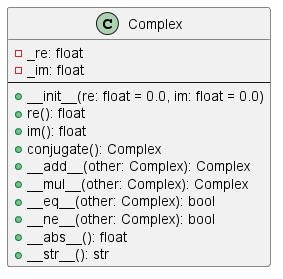 C Complex
_re: float
_im: float
__init__(re: float = 0.0, im: float = 0.0)
re(): float
im(): float
conjugate(): Complex
__add__(other: Complex): Complex
__mul__(other: Complex): Complex
__eq__(other: Complex): bool
__ne__(other: Complex): bool
__abs__(): float
__str__(): str